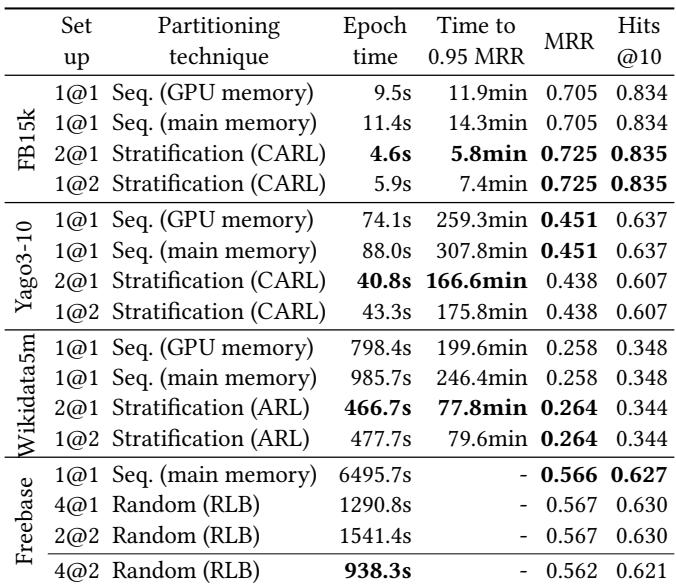 Set up Partitioning technique Epoch time Time to 0.95 MRR MRR Hits @10
FB15k
1@1 Seq. (GPU memory) 9.5s 11.9min 0.705 0.834
1@1 Seq. (main memory) 11.4s 14.3min 0.705 0.834
2@1 Stratification (CARL) 4.6s 5.8min 0.725 0.835
1@2 Stratification (CARL) 5.9s 7.4min 0.725 0.835
Yago3-10
1@1 Seq. (GPU memory) 74.1s 259.3min 0.451 0.637
1@1 Seq. (main memory) 88.0s 307.8min 0.451 0.637
2@1 Stratification (CARL) 40.8s 166.6min 0.438 0.607
1@2 Stratification (CARL) 43.3s 175.8min 0.438 0.607
Wikidata5m
1@1 Seq. (GPU memory) 798.4s 199.6min 0.258 0.348
1@1 Seq. (main memory) 985.7s 246.4min 0.258 0.348
2@1 Stratification (ARL) 466.7s 77.8min 0.264 0.344
1@2 Stratification (ARL) 477.7s 79.6min 0.264 0.344
Freebase
1@1 Seq. (main memory) 6495.7s - 0.566 0.627
4@1 Random (RLB) 1290.8s - 0.567 0.630
2@2 Random (RLB) 1541.4s - 0.567 0.630
4@2 Random (RLB) 938.3s - 0.562 0.621